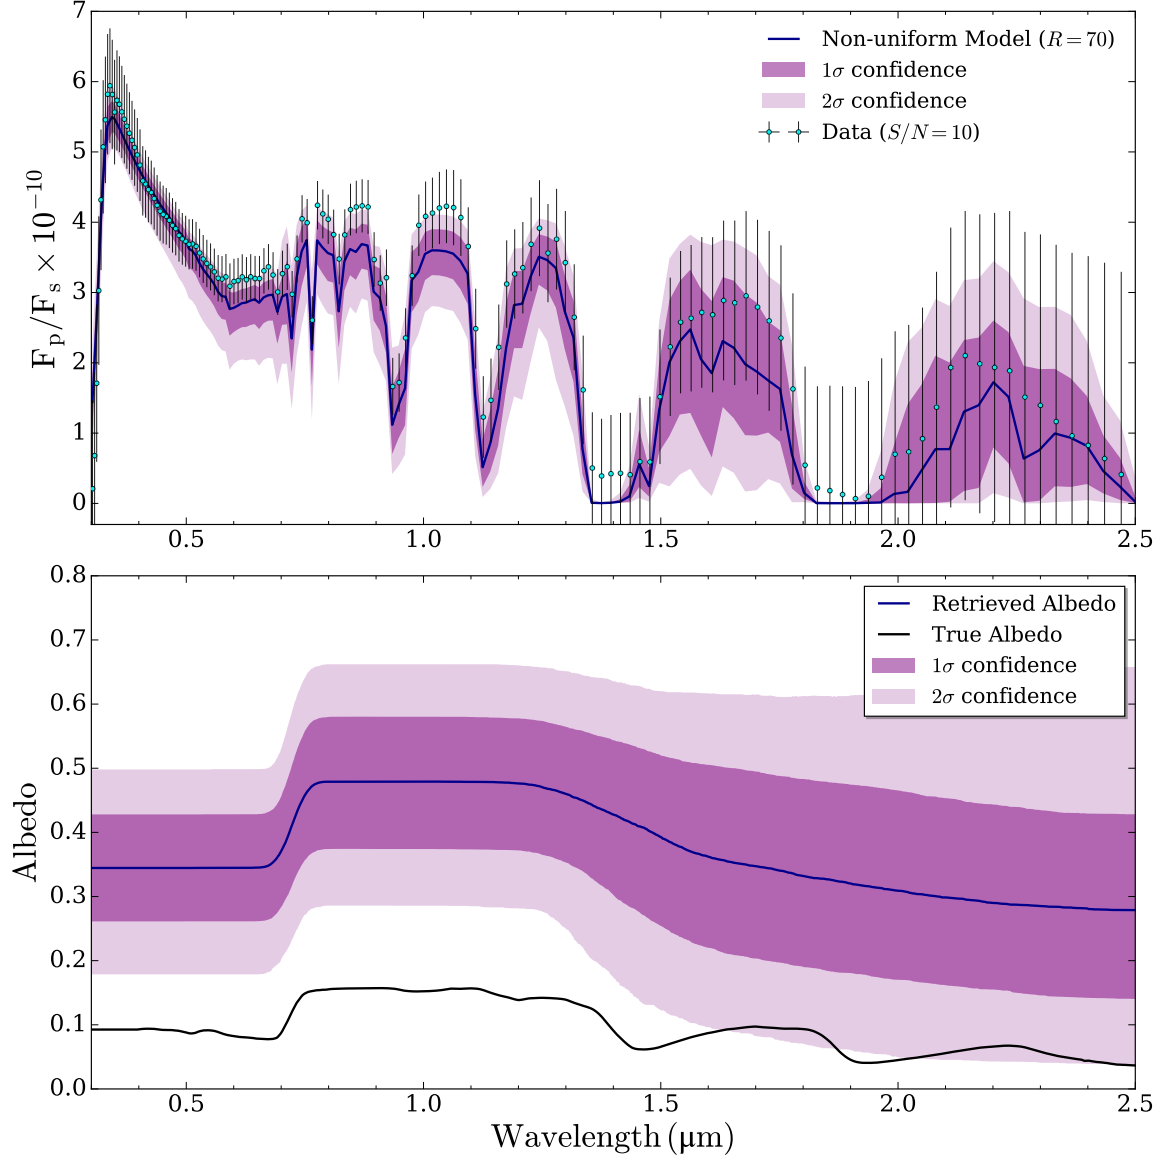 7
6
5
4
3
2
1
0
F_p/F_s × 10^−10
Non-uniform Model (R = 70)
1σ confidence
2σ confidence
Data (S/N = 10)
0.5 1.0 1.5 2.0 2.5
0.8
0.7
0.6
0.5
0.4
0.3
0.2
0.1
0.0
Albedo
Retrieved Albedo
True Albedo
1σ confidence
2σ confidence
0.5 1.0 1.5 2.0 2.5
Wavelength (μm)